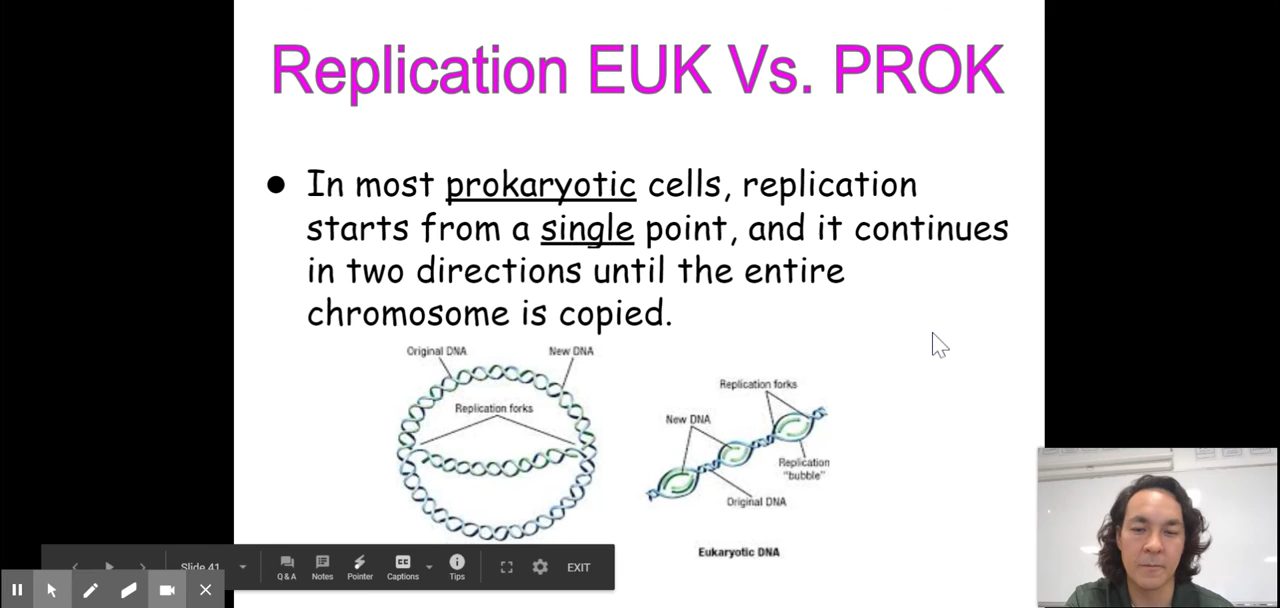 Replication EUK Vs. PROK
● In most prokaryotic cells, replication
starts from a single point, and it continues
in two directions until the entire
chromosome is copied.
Original DNA
New DNA
Replication forks
Replication forks
New DNA
Replication
"bubble"
Original DNA
Eukaryotic DNA
Slide 41
Q&A
Notes
Pointer
CC
Captions
Tips
EXIT